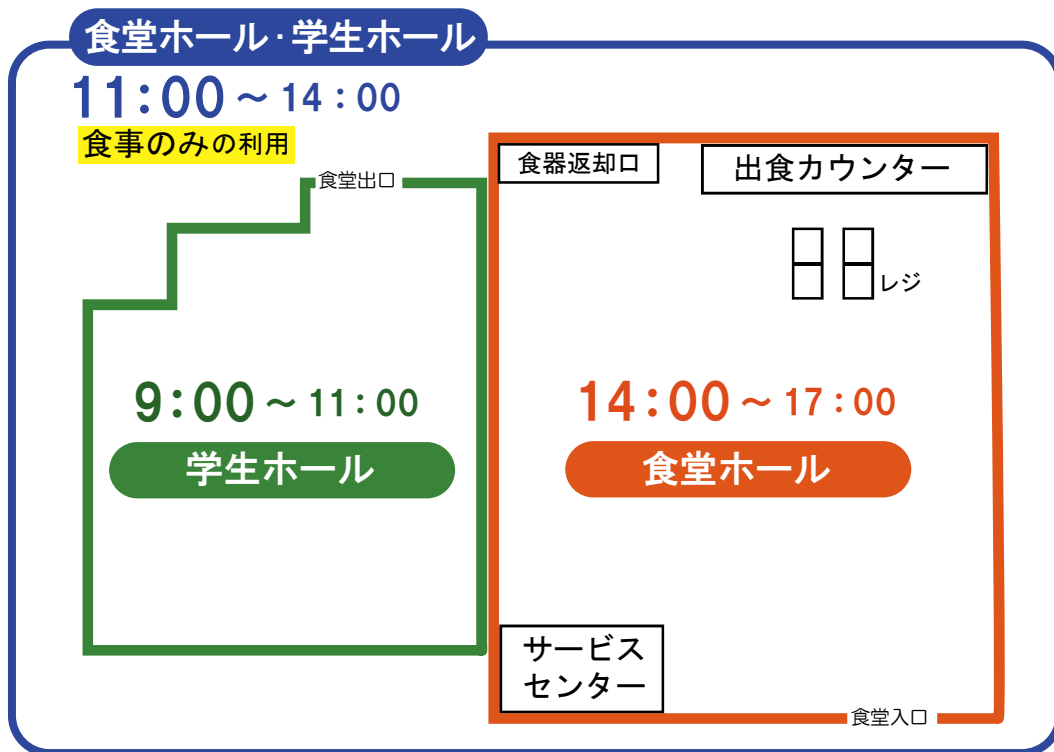 食堂ホール・学生ホール
11:00 ~ 14:00
食事のみの利用
食堂出口
食器返却口
出食カウンター
レジ
9:00 ~ 11:00
学生ホール
14:00 ~ 17:00
食堂ホール
サービス
センター
食堂入口